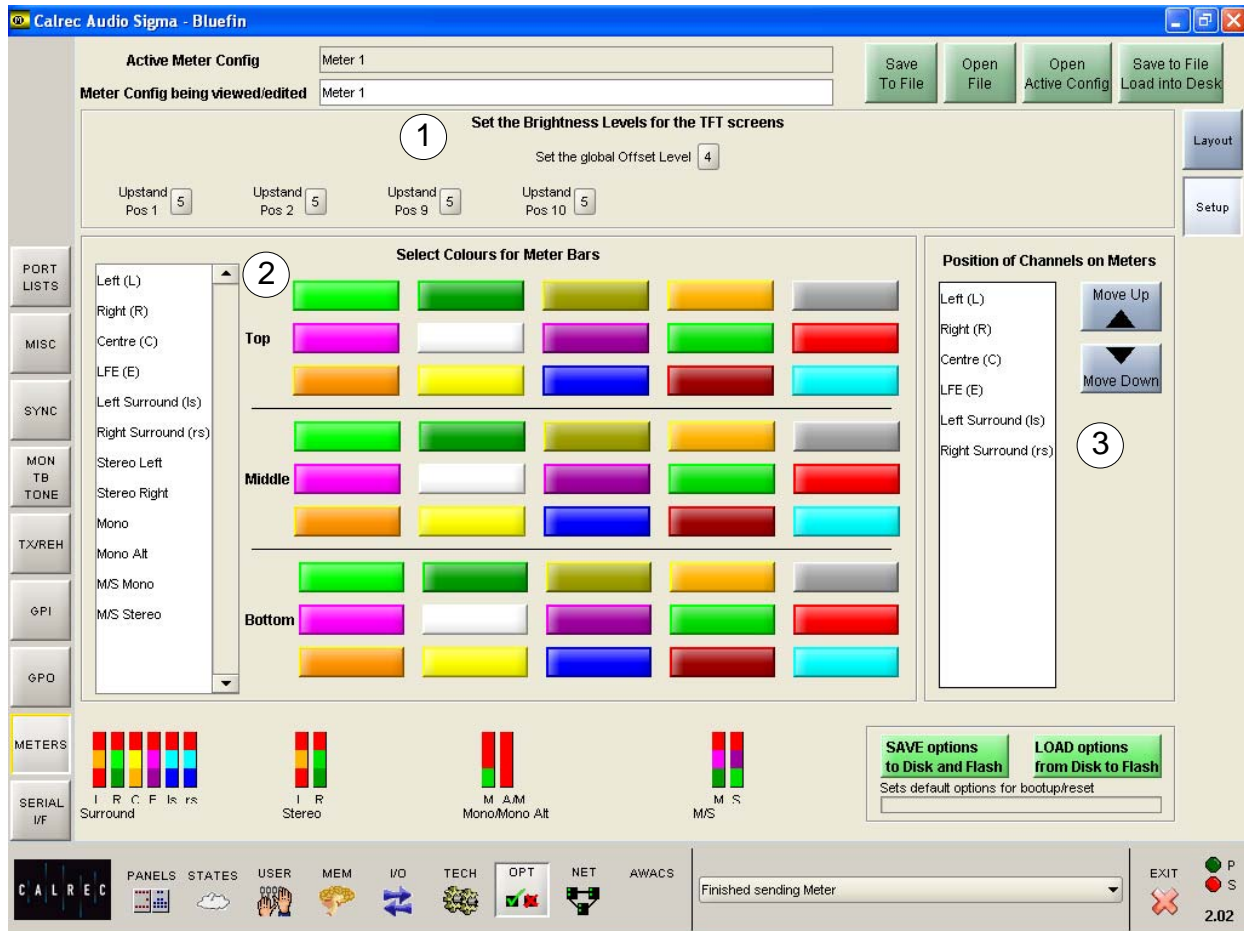 Calrec Audio Sigma - Bluefin
Active Meter Config
Meter 1
Meter Config being viewed/edited
Meter 1
Save
To File
Open
File
Open
Active Config
Save to File
Load into Desk
Layout
Setup
1
Set the Brightness Levels for the TFT screens
Set the global Offset Level 4
Upstand
Pos 1
5
Upstand
Pos 2
5
Upstand
Pos 9
5
Upstand
Pos 10
5
PORT
LISTS
MISC
SYNC
MON
TB
TONE
TX/REH
GPI
GPO
METERS
SERIAL
I/F
2
Select Colours for Meter Bars
Left (L)
Right (R)
Centre (C)
LFE (E)
Left Surround (ls)
Right Surround (rs)
Stereo Left
Stereo Right
Mono
Mono Alt
M/S Mono
M/S Stereo
Top
Middle
Bottom
Position of Channels on Meters
Left (L)
Right (R)
Centre (C)
LFE (E)
Left Surround (ls)
Right Surround (rs)
Move Up
Move Down
3
L R C E ls rs
Surround
L R
Stereo
M A/M
Mono/Mono Alt
M S
M/S
SAVE options
to Disk and Flash
LOAD options
from Disk to Flash
Sets default options for bootup/reset
CALREC
PANELS
STATES
USER
MEM
I/O
TECH
OPT
NET
AWACS
Finished sending Meter
EXIT
P
S
2.02